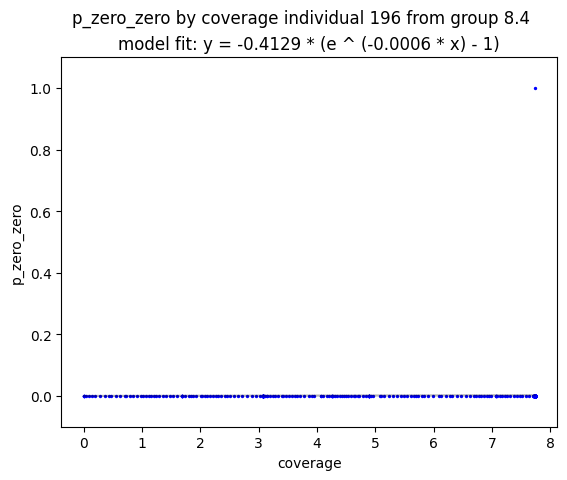 p_zero_zero by coverage individual 196 from group 8.4
model fit: y = -0.4129 * (e ^ (-0.0006 * x) - 1)
1.0
0.8
0.6
0.4
0.2
0.0
p_zero_zero
0 1 2 3 4 5 6 7 8
coverage